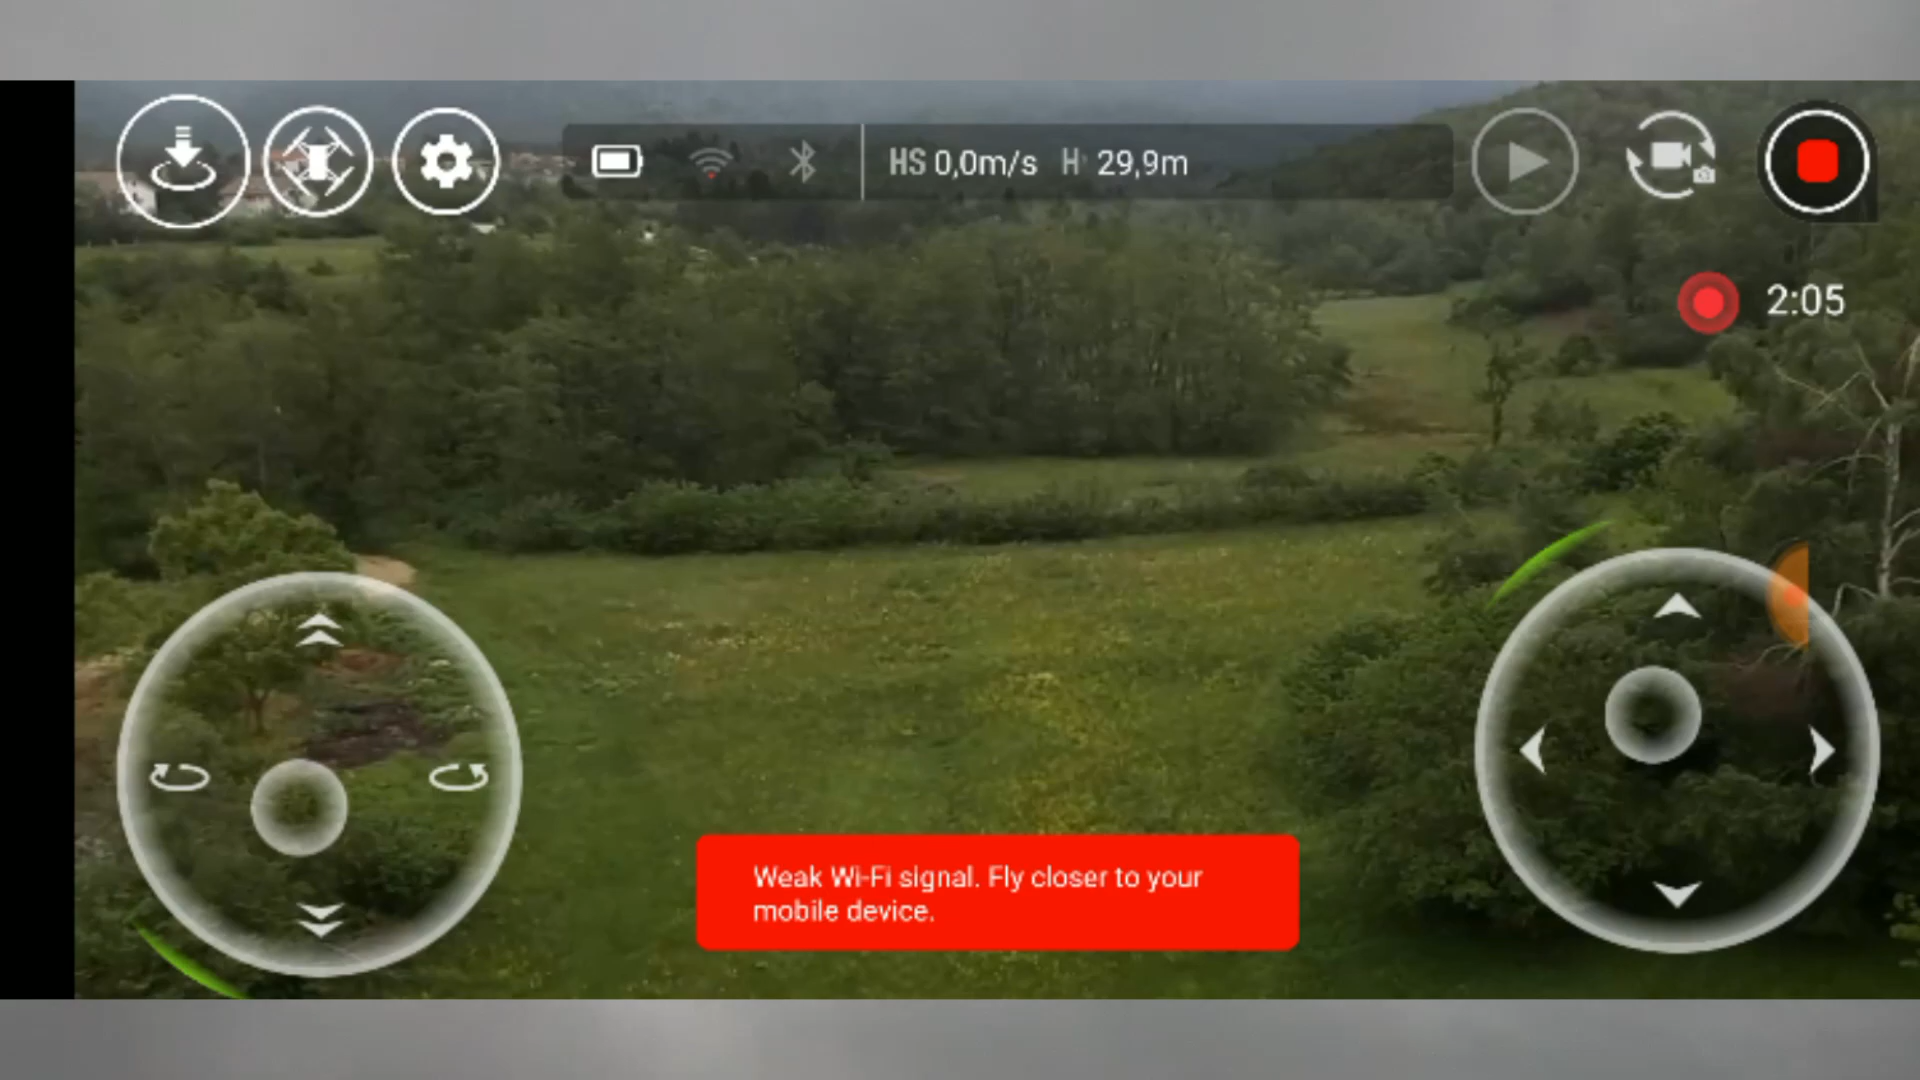 HS 0,0m/s H 29,9m
2:05
Weak Wi-Fi signal. Fly closer to your
mobile device.